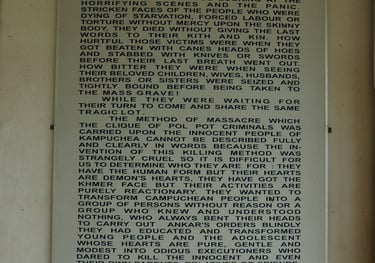 HORRIFYING SCENES AND THE PANIC
STRICKEN FACES OF THE PEOPLE WHO WERE
DYING OF STARVATION, FORCED LABOUR OR
TORTURE WITHOUT MERCY UPON THE SKINNY
BODY, THEY DIED WITHOUT GIVING THE LAST
WORDS TO THEIR KITH AND KIN. HOW
HURTFUL THOSE VICTIMS WERE WHEN THEY
GOT BEATEN WITH CANES HEADS OF HOES
AND STABBED WITH KNIVES OR SWORDS
BEFORE THEIR LAST BREATH WENT OUT.
HOW BITTER THEY WERE WHEN SEEING
THEIR BELOVED CHILDREN, WIVES, HUSBANDS,
BROTHERS OR SISTERS WERE SEIZED AND
TIGHTLY BOUND BEFORE BEING TAKEN TO
THE MASS GRAVE!
WHILE THEY WERE WAITING FOR
THEIR TURN TO COME AND SHARE THE SAME
TRAGIC LOT.
THE METHOD OF MASSACRE WHICH
THE CLIQUE OF POL POT CRIMINALS WAS
CARRIED UPON THE INNOCENT PEOPLE OF
KAMPUCHEA CANNOT BE DESCRIBED FULLY
AND CLEARLY IN WORDS BECAUSE THE IN-
VENTION OF THIS KILLING METHOD WAS
STRANGELY CRUEL SO IT IS DIFFICULT FOR
US TO DETERMINE WHO THEY ARE FOR : THEY
HAVE THE HUMAN FORM BUT THEIR HEARTS
ARE DEMON'S HEARTS, THEY HAVE GOT THE
KHMER FACE BUT THEIR ACTIVITIES ARE
PURELY REACTIONARY. THEY WANTED TO
TRANSFORM CAMPUCHEAN PEOPLE INTO A
GROUP OF PERSONS WITHOUT REASON OR A
GROUP WHO KNEW AND UNDERSTOOD
NOTHING, WHO ALWAYS BENT THEIR HEADS
TO CARRY OUT ANKAR'S ORDERS BLINDLY
THEY HAD EDUCATED AND TRANSFORMED
YOUNG PEOPLE AND THE ADOLESCENT
WHOSE HEARTS ARE PURE, GENTLE AND
MODEST INTO ODIOUS EXECUTIONERS WHO
DARED TO KILL THE INNOCENT AND EVEN